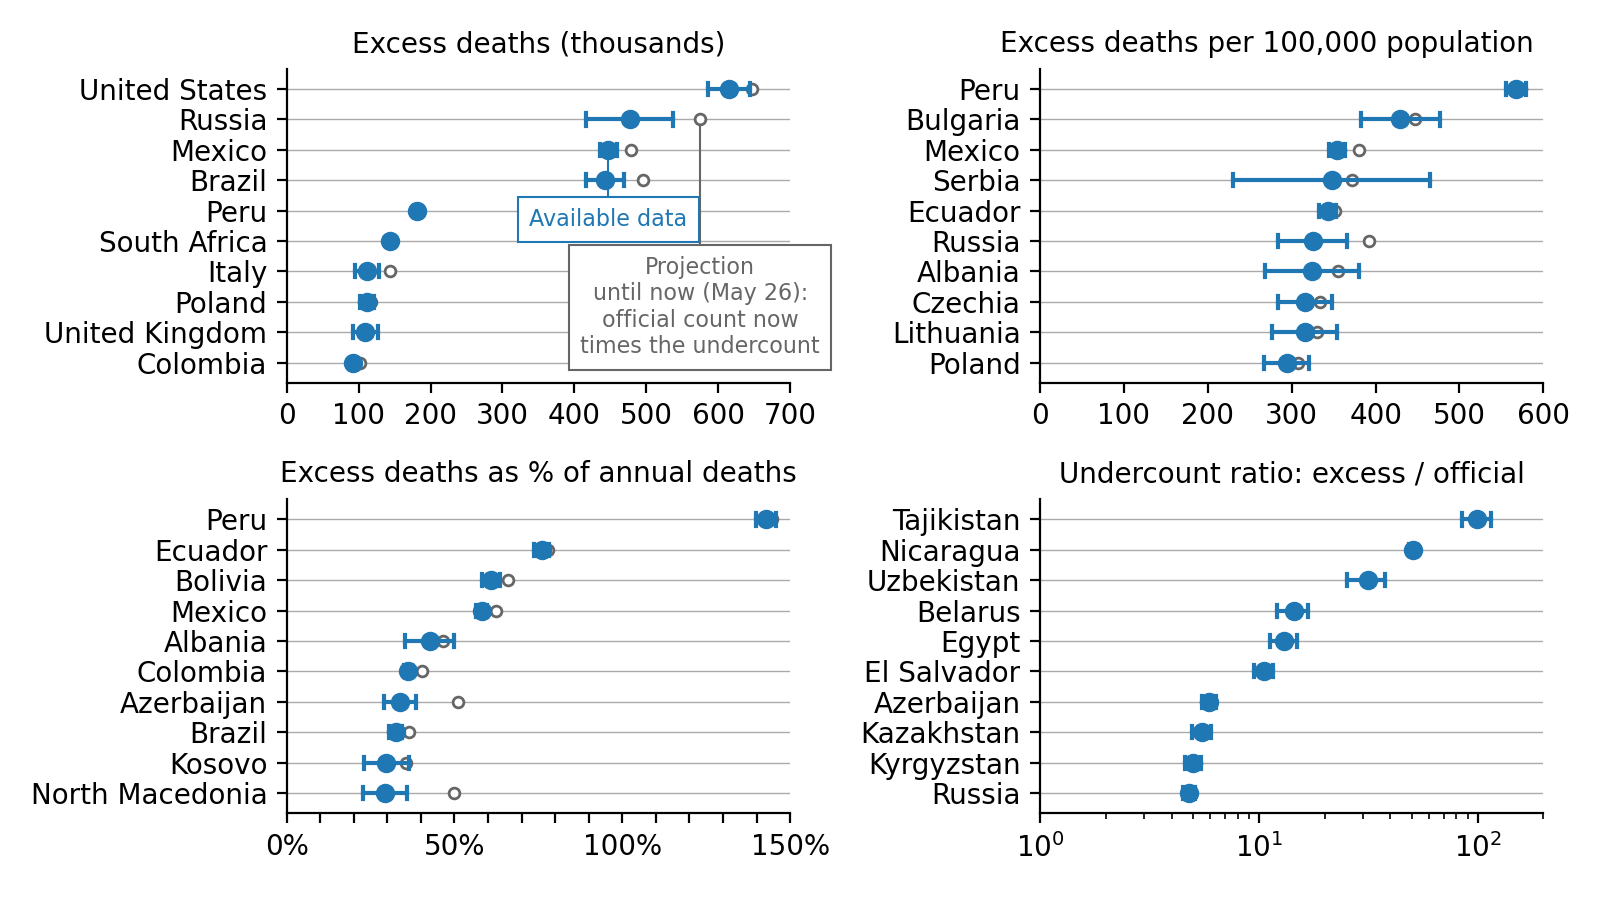 Excess deaths (thousands)
United States
Russia
Mexico
Brazil
Peru
South Africa
Italy
Poland
United Kingdom
Colombia
Available data
Projection
until now (May 26):
official count now
times the undercount
0 100 200 300 400 500 600 700
Excess deaths per 100,000 population
Peru
Bulgaria
Mexico
Serbia
Ecuador
Russia
Albania
Czechia
Lithuania
Poland
0 100 200 300 400 500 600
Excess deaths as % of annual deaths
Peru
Ecuador
Bolivia
Mexico
Albania
Colombia
Azerbaijan
Brazil
Kosovo
North Macedonia
0% 50% 100% 150%
Undercount ratio: excess / official
Tajikistan
Nicaragua
Uzbekistan
Belarus
Egypt
El Salvador
Azerbaijan
Kazakhstan
Kyrgyzstan
Russia
10⁰ 10¹ 10²